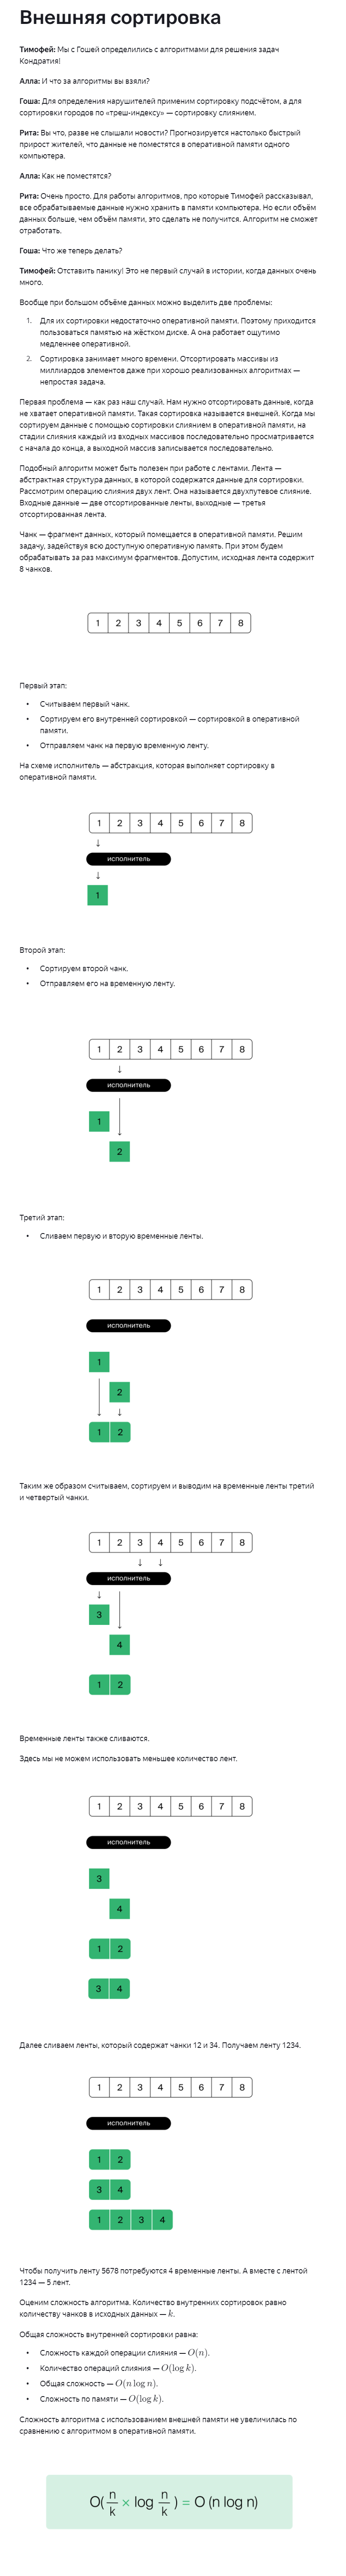 Внешняя сортировка
Тимофей: Мы с Гошей определились с алгоритмами для решения задач
Кондратия!
Алла: И что за алгоритмы вы взяли?
Гоша: Для определения нарушителей применим сортировку подсчётом, а для
сортировки городов по «треш-индексу» — сортировку слиянием.
Рита: Вы что, разве не слышали новости? Прогнозируется настолько быстрый
прирост жителей, что данные не поместятся в оперативной памяти одного
компьютера.
Алла: Как не поместятся?
Рита: Очень просто. Для работы алгоритмов, про которые Тимофей рассказывал,
все обрабатываемые данные нужно хранить в памяти компьютера. Но если объём
данных больше, чем объём памяти, это сделать не получится. Алгоритм не сможет
отработать.
Гоша: Что же теперь делать?
Тимофей: Отставить панику! Это не первый случай в истории, когда данных очень
много.
Вообще при большом объёме данных можно выделить две проблемы:
1. Для их сортировки недостаточно оперативной памяти. Поэтому приходится
пользоваться памятью на жёстком диске. А она работает ощутимо
медленнее оперативной.
2. Сортировка занимает много времени. Отсортировать массивы из
миллиардов элементов даже при хорошо реализованных алгоритмах —
непростая задача.
Первая проблема — как раз наш случай. Нам нужно отсортировать данные, когда
не хватает оперативной памяти. Такая сортировка называется внешней. Когда мы
сортируем данные с помощью сортировки слиянием в оперативной памяти, на
стадии слияния каждый из входных массивов последовательно просматривается
с начала до конца, а выходной массив записывается последовательно.
Подобный алгоритм может быть полезен при работе с лентами. Лента —
абстрактная структура данных, в которой содержатся данные для сортировки.
Рассмотрим операцию слияния двух лент. Она называется двухпутевое слияние.
Входные данные — две отсортированные ленты, выходные — третья
отсортированная лента.
Чанк — фрагмент данных, который помещается в оперативной памяти. Решим
задачу, задействуя всю доступную оперативную память. При этом будем
обрабатывать за раз максимум фрагментов. Допустим, исходная лента содержит
8 чанков.
1 2 3 4 5 6 7 8
Первый этап:
• Считываем первый чанк.
• Сортируем его внутренней сортировкой — сортировкой в оперативной
памяти.
• Отправляем чанк на первую временную ленту.
На схеме исполнитель — абстракция, которая выполняет сортировку в
оперативной памяти.
1 2 3 4 5 6 7 8
исполнитель
1
Второй этап:
• Сортируем второй чанк.
• Отправляем его на временную ленту.
1 2 3 4 5 6 7 8
исполнитель
1
2
Третий этап:
• Сливаем первую и вторую временные ленты.
1 2 3 4 5 6 7 8
исполнитель
1
2
1 2
Таким же образом считываем, сортируем и выводим на временные ленты третий
и четвертый чанки.
1 2 3 4 5 6 7 8
исполнитель
3
4
1 2
Временные ленты также сливаются.
Здесь мы не можем использовать меньшее количество лент.
1 2 3 4 5 6 7 8
исполнитель
3
4
1 2
3 4
Далее сливаем ленты, который содержат чанки 12 и 34. Получаем ленту 1234.
1 2 3 4 5 6 7 8
исполнитель
1 2
3 4
1 2 3 4
Чтобы получить ленту 5678 потребуются 4 временные ленты. А вместе с лентой
1234 — 5 лент.
Оценим сложность алгоритма. Количество внутренних сортировок равно
количеству чанков в исходных данных — k.
Общая сложность внутренней сортировки равна:
• Сложность каждой операции слияния — O(n).
• Количество операций слияния — O(log k).
• Общая сложность — O(n log n).
• Сложность по памяти — O(log k).
Сложность алгоритма с использованием внешней памяти не увеличилась по
сравнению с алгоритмом в оперативной памяти.
O( n/k × log n/k ) = O (n log n)